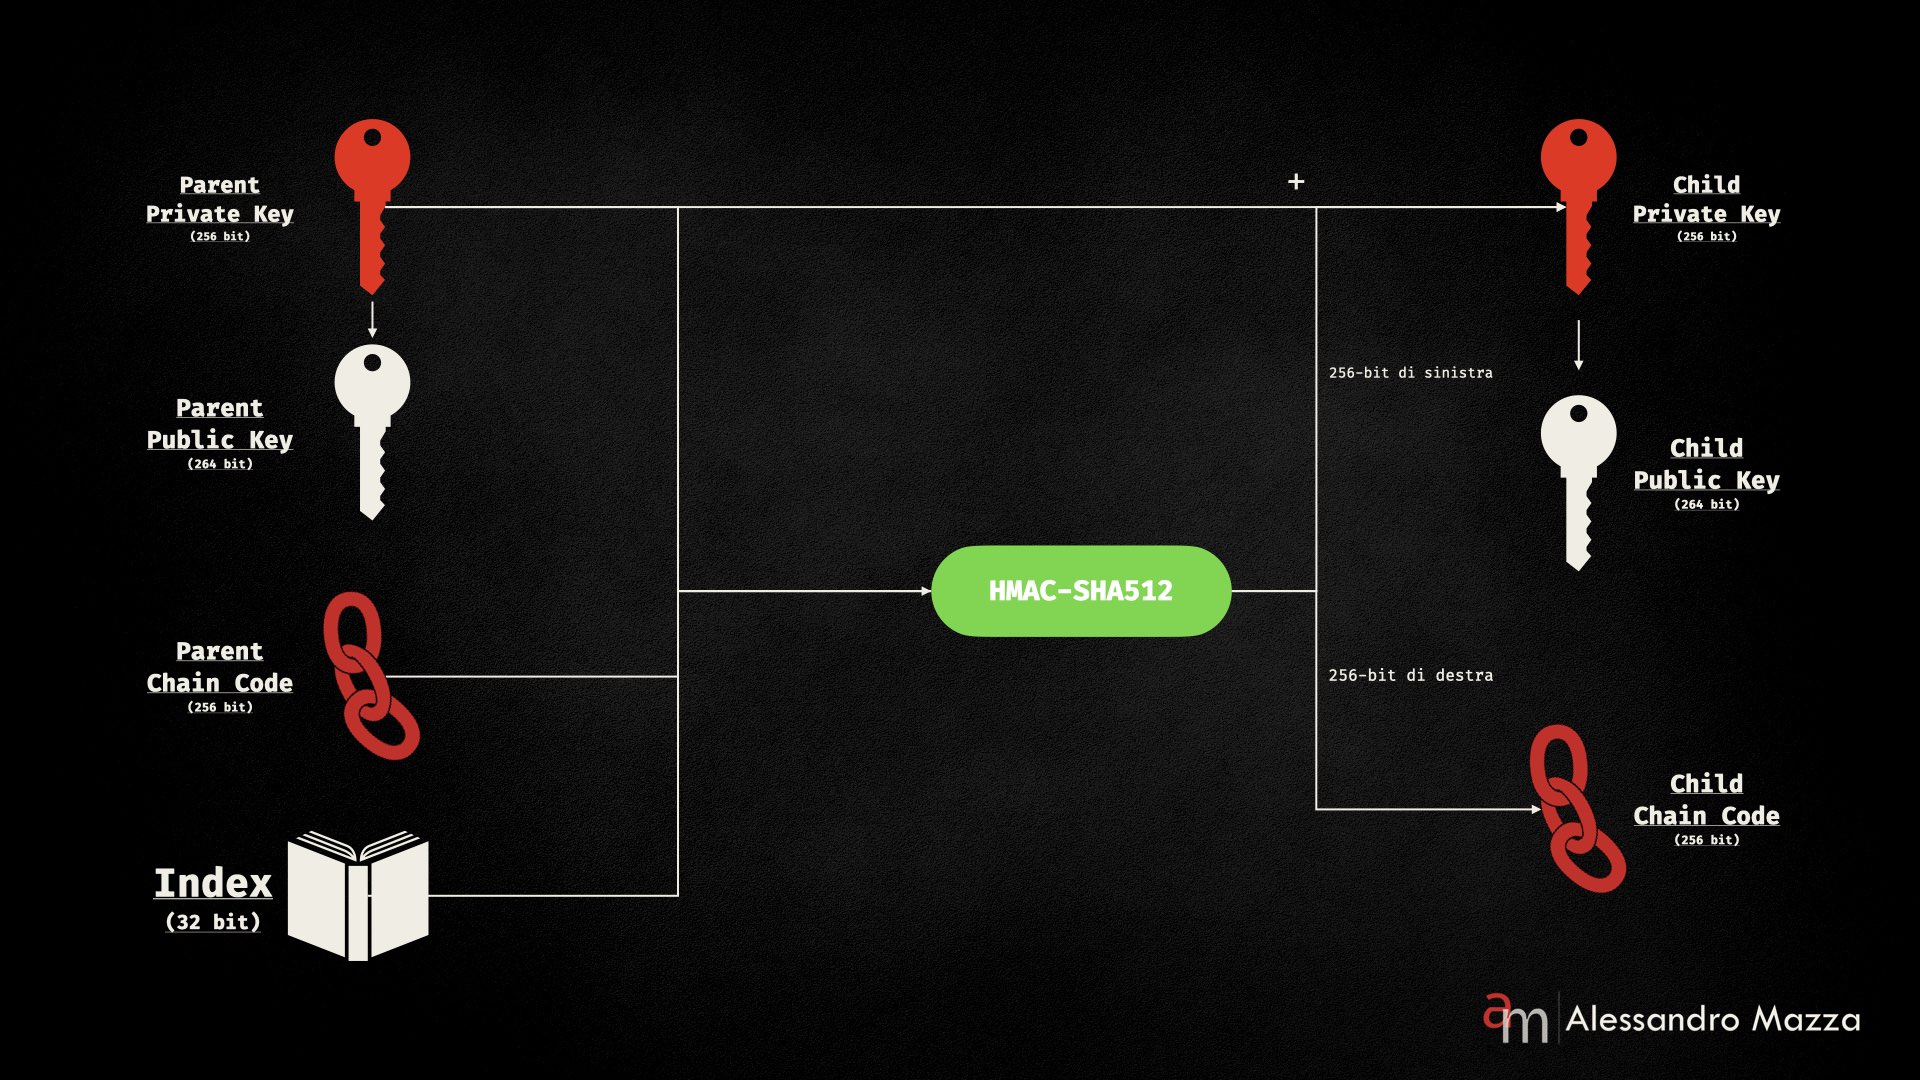 Parent
Private Key
(256 bit)
Parent
Public Key
(264 bit)
Parent
Chain Code
(256 bit)
Index
(32 bit)
HMAC-SHA512
+
256-bit di sinistra
256-bit di destra
Child
Private Key
(256 bit)
Child
Public Key
(264 bit)
Child
Chain Code
(256 bit)
am Alessandro Mazza